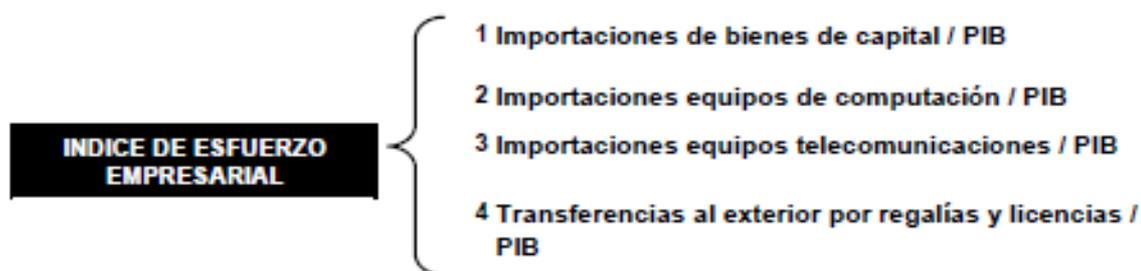 1 Importaciones de bienes de capital / PIB
2 Importaciones equipos de computación / PIB
INDICE DE ESFUERZO
EMPRESARIAL
3 Importaciones equipos telecomunicaciones / PIB
4 Transferencias al exterior por regalías y licencias /
PIB